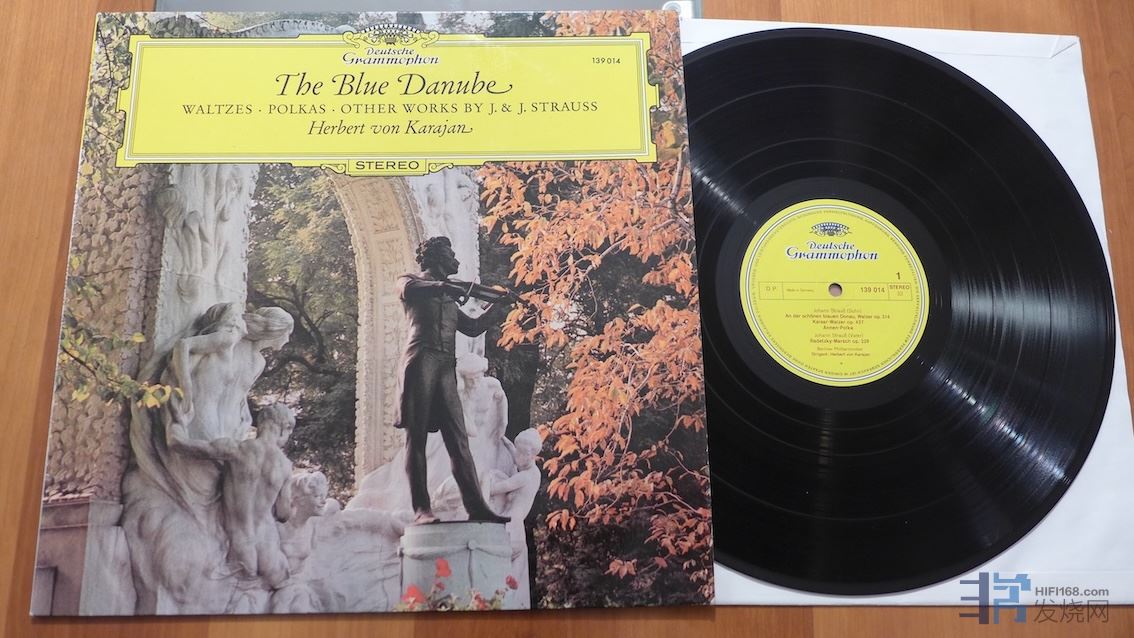 Deutsche
Grammophon
139 014
The Blue Danube
WALTZES · POLKAS · OTHER WORKS BY J. & J. STRAUSS
Herbert von Karajan
STEREO
Deutsche
Grammophon
1
D P
Made in Germany
139 014
STEREO
33
Johann Strauß (Sohn)
An der schönen blauen Donau, Walzer op. 314
Kaiser-Walzer op. 437
Annen-Polka
Johann Strauß (Vater)
Radetzky-Marsch op. 228
Berliner Philharmoniker
Dirigent: Herbert von Karajan
HIFI168.com
发烧网